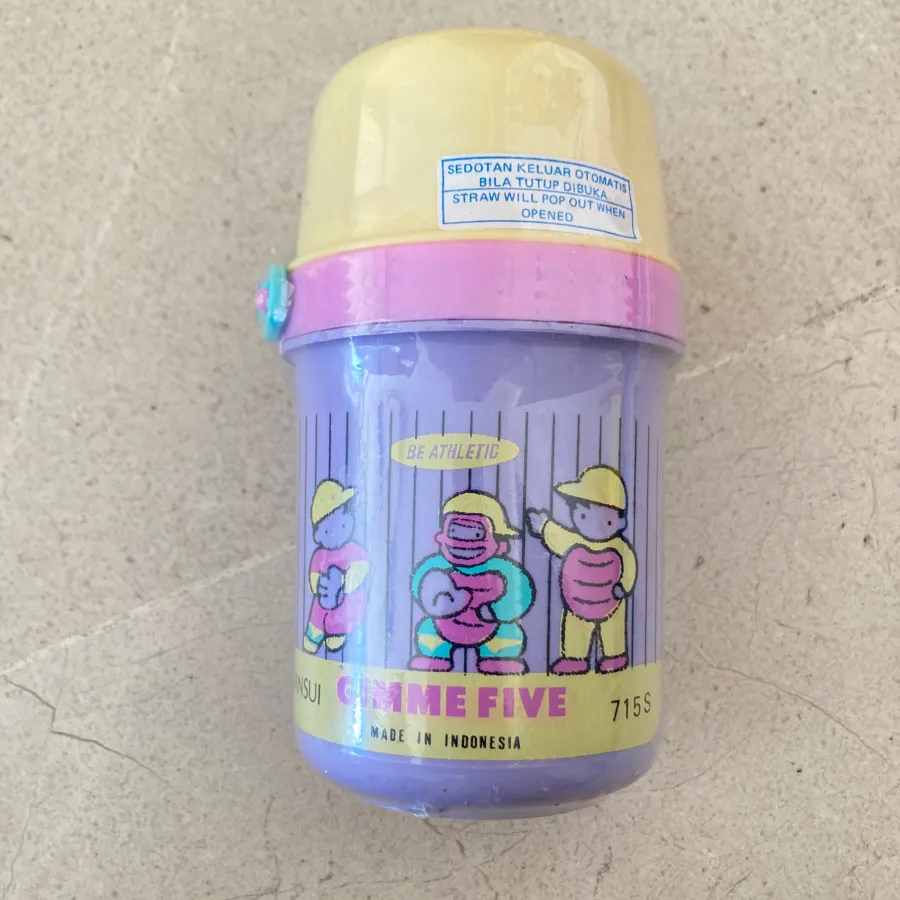 SEDOTAN KELUAR OTOMATIS
BILA TUTUP DIBUKA
STRAW WILL POP OUT WHEN
OPENED
BE ATHLETIC
GIMME FIVE
715S
MADE IN INDONESIA